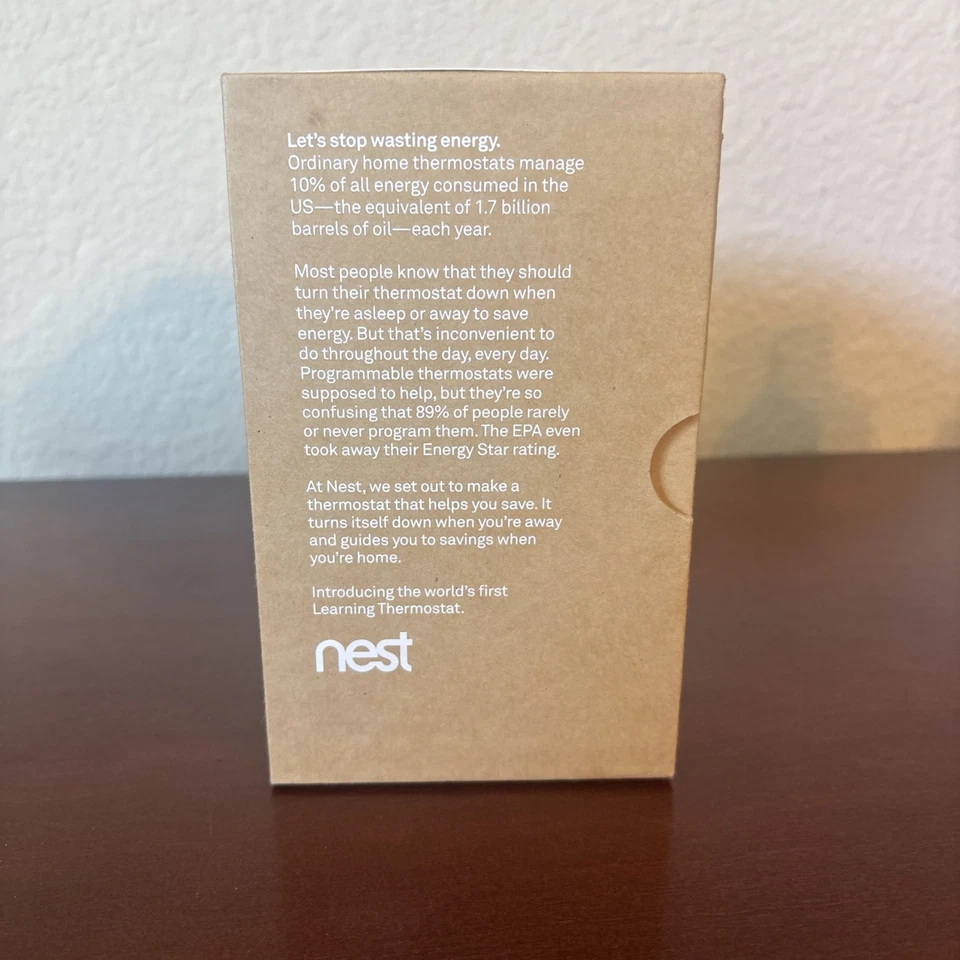 Let's stop wasting energy.
Ordinary home thermostats manage
10% of all energy consumed in the
US—the equivalent of 1.7 billion
barrels of oil—each year.
Most people know that they should
turn their thermostat down when
they're asleep or away to save
energy. But that's inconvenient to
do throughout the day, every day.
Programmable thermostats were
supposed to help, but they're so
confusing that 89% of people rarely
or never program them. The EPA even
took away their Energy Star rating.
At Nest, we set out to make a
thermostat that helps you save. It
turns itself down when you're away
and guides you to savings when
you're home.
Introducing the world's first
Learning Thermostat.
nest